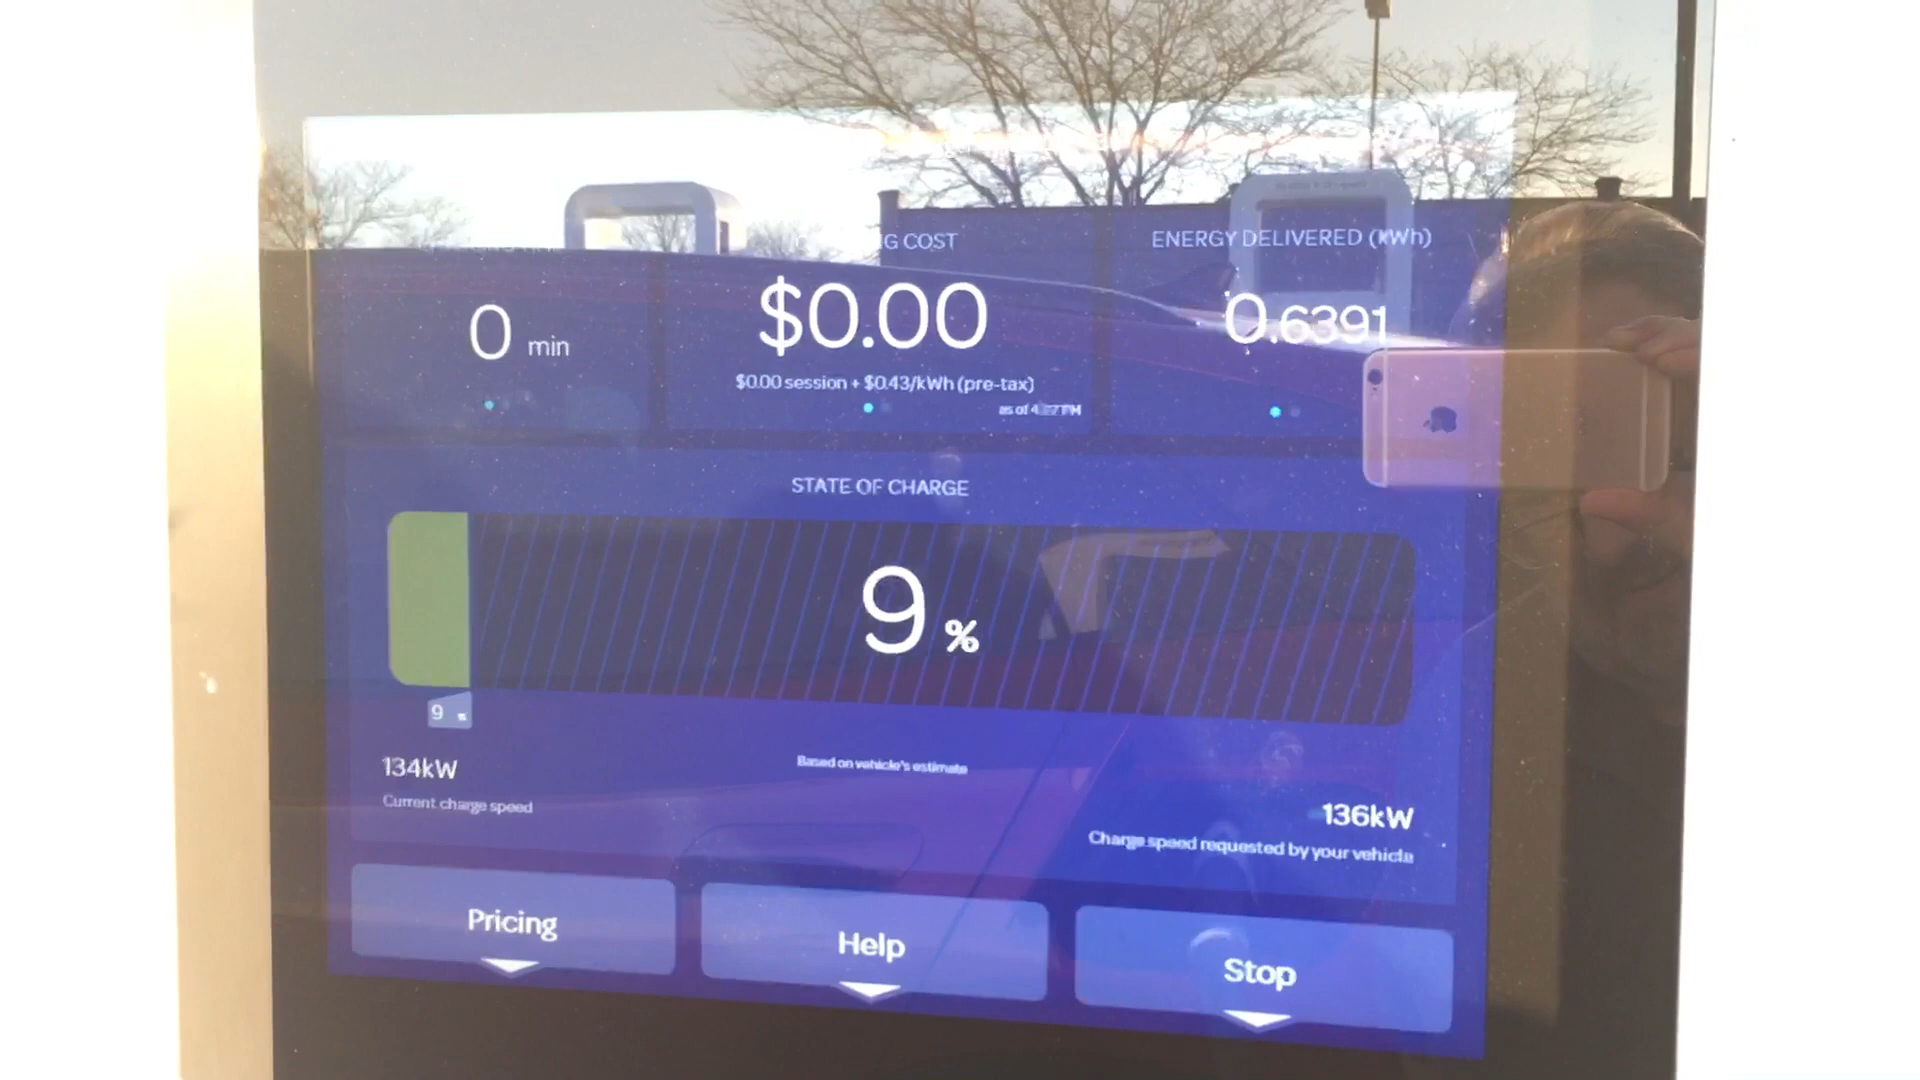 G COST
ENERGY DELIVERED (kWh)
0 min
$0.00
0.6391
$0.00 session + $0.43/kWh (pre-tax)
as of
STATE OF CHARGE
9 %
9 %
134kW
Current charge speed
Based on vehicle's estimate
136kW
Charge speed requested by your vehicle
Pricing
Help
Stop